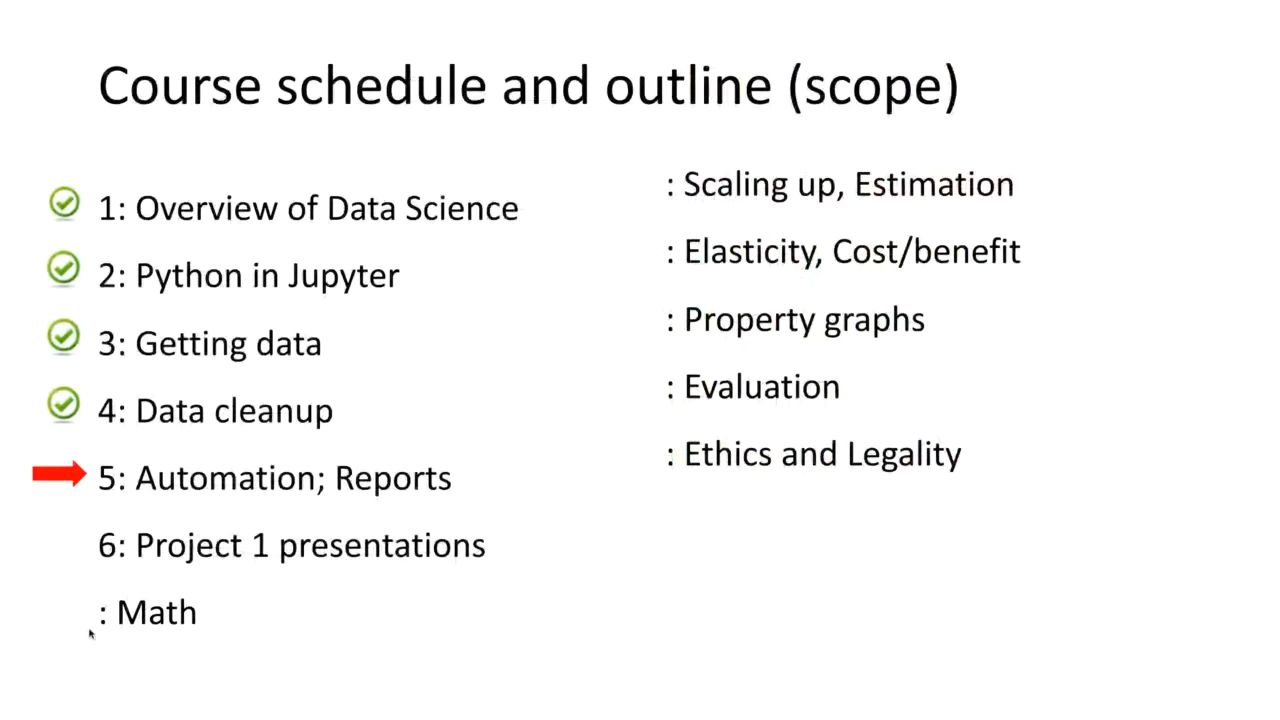 Course schedule and outline (scope)
1: Overview of Data Science
2: Python in Jupyter
3: Getting data
4: Data cleanup
5: Automation; Reports
6: Project 1 presentations
: Math
: Scaling up, Estimation
: Elasticity, Cost/benefit
: Property graphs
: Evaluation
: Ethics and Legality